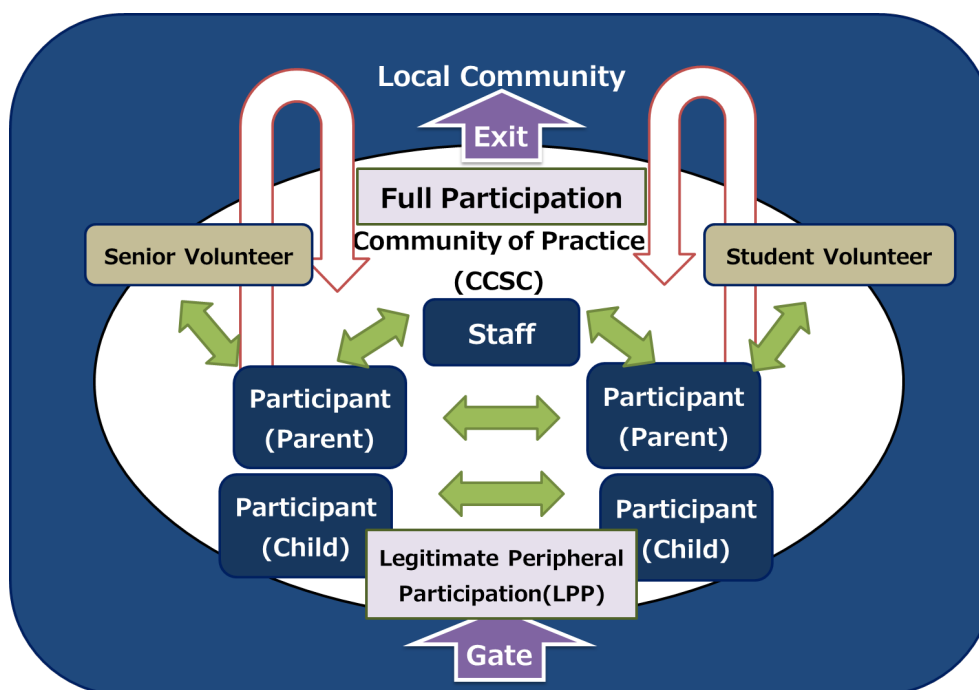 Local Community
Exit
Full Participation
Community of Practice
(CCSC)
Senior Volunteer
Student Volunteer
Staff
Participant
(Parent)
Participant
(Parent)
Participant
(Child)
Participant
(Child)
Legitimate Peripheral
Participation(LPP)
Gate